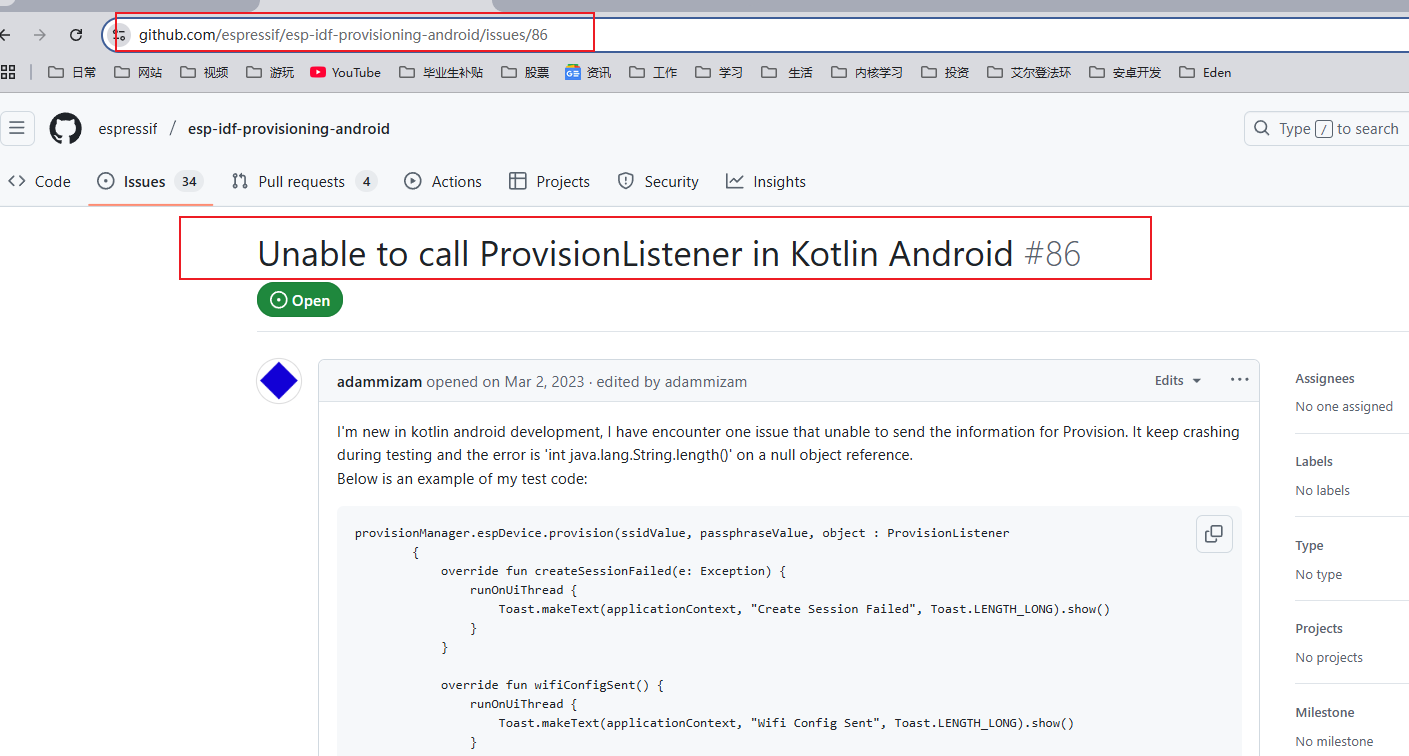 github.com/espressif/esp-idf-provisioning-android/issues/86
日常 网站 视频 游玩 YouTube 毕业生补贴 股票 资讯 工作 学习 生活 内核学习 投资 艾尔登法环 安卓开发 Eden
espressif / esp-idf-provisioning-android
Type / to search
Code Issues 34 Pull requests 4 Actions Projects Security Insights
Unable to call ProvisionListener in Kotlin Android #86
Open
adammizam opened on Mar 2, 2023 · edited by adammizam
Edits
Assignees
No one assigned
I'm new in kotlin android development, I have encounter one issue that unable to send the information for Provision. It keep crashing
during testing and the error is 'int java.lang.String.length()' on a null object reference.
Below is an example of my test code:
Labels
No labels
provisionManager.espDevice.provision(ssidValue, passphraseValue, object : ProvisionListener
{
override fun createSessionFailed(e: Exception) {
runOnUiThread {
Toast.makeText(applicationContext, "Create Session Failed", Toast.LENGTH_LONG).show()
}
}
override fun wifiConfigSent() {
runOnUiThread {
Toast.makeText(applicationContext, "Wifi Config Sent", Toast.LENGTH_LONG).show()
}
Type
No type
Projects
No projects
Milestone
No milestone